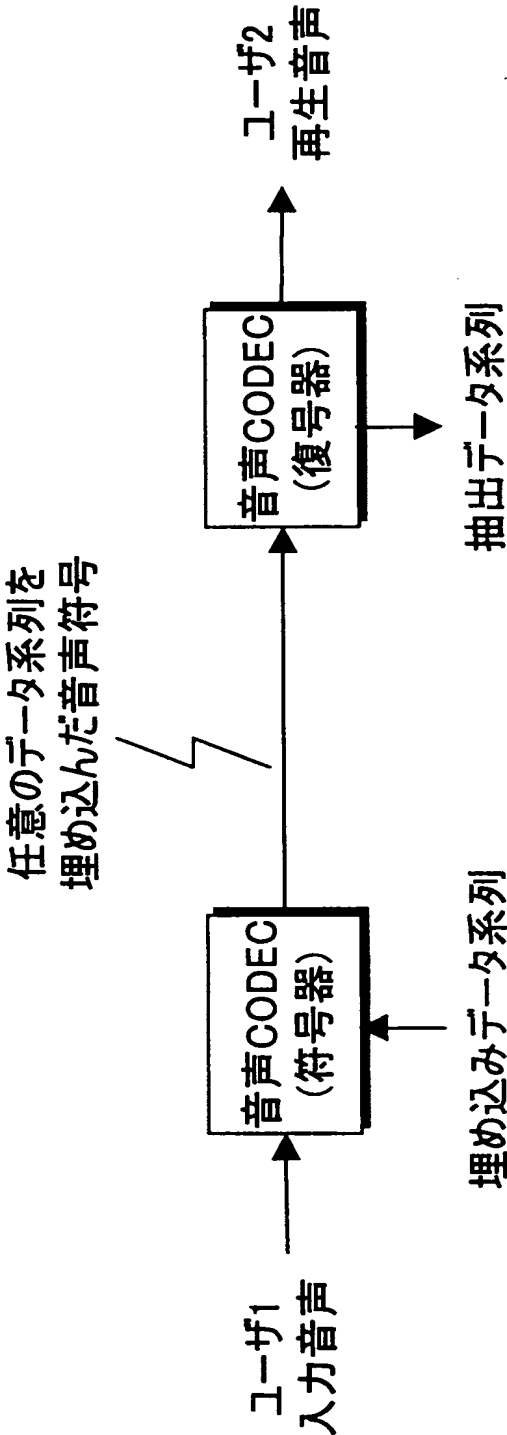 ユーザ1
入力音声
音声CODEC
(符号器)
埋め込みデータ系列
任意のデータ系列を
埋め込んだ音声符号
音声CODEC
(復号器)
抽出データ系列
ユーザ2
再生音声